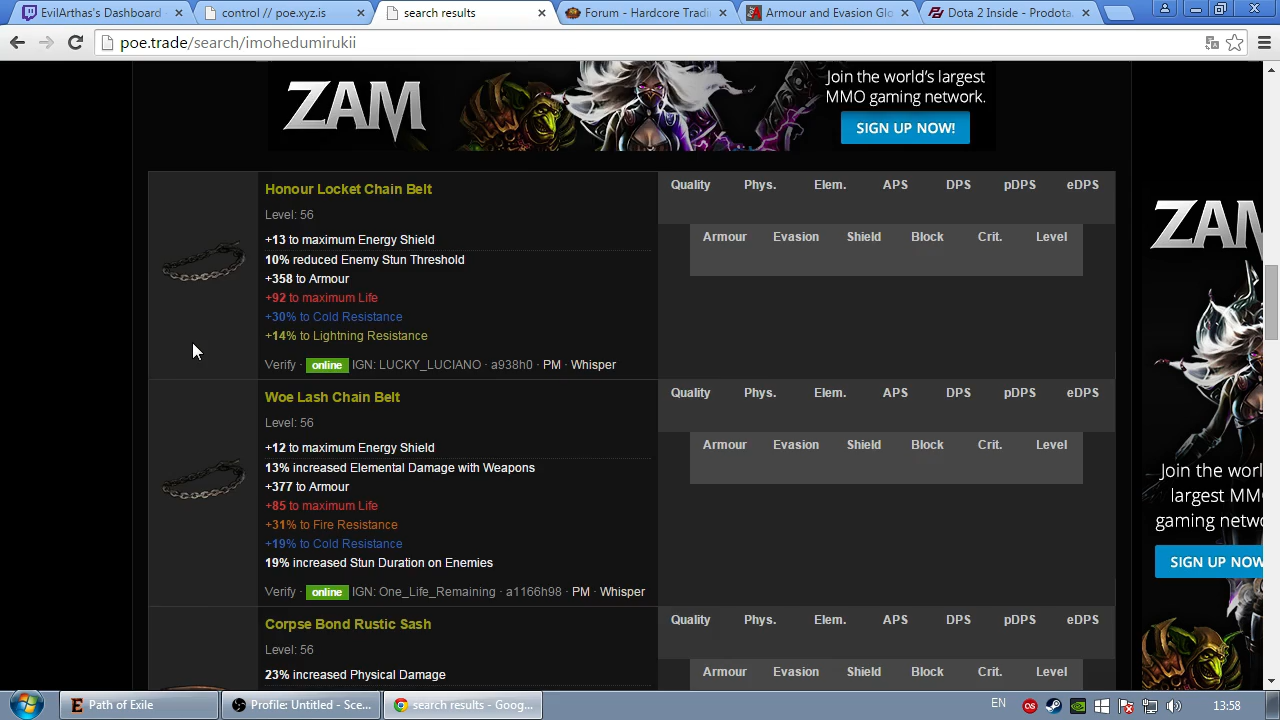 EvilArthas's Dashboard
control // poe.xyz.is
search results
Forum - Hardcore Tradi
Armour and Evasion Glo
Dota 2 Inside - Prodota.
poe.trade/search/imohedumirukii
ZAM
Join the world's largest
MMO gaming network.
SIGN UP NOW!
Honour Locket Chain Belt
Level: 56
+13 to maximum Energy Shield
10% reduced Enemy Stun Threshold
+358 to Armour
+92 to maximum Life
+30% to Cold Resistance
+14% to Lightning Resistance
Verify · online IGN: LUCKY_LUCIANO · a938h0 · PM · Whisper
Quality Phys. Elem. APS DPS pDPS eDPS
Armour Evasion Shield Block Crit. Level
Woe Lash Chain Belt
Level: 56
+12 to maximum Energy Shield
13% increased Elemental Damage with Weapons
+377 to Armour
+85 to maximum Life
+31% to Fire Resistance
+19% to Cold Resistance
19% increased Stun Duration on Enemies
Verify · online IGN: One_Life_Remaining · a1166h98 · PM · Whisper
Quality Phys. Elem. APS DPS pDPS eDPS
Armour Evasion Shield Block Crit. Level
Corpse Bond Rustic Sash
Level: 56
23% increased Physical Damage
Quality Phys. Elem. APS DPS pDPS eDPS
Armour Evasion Shield Block Crit. Level
ZAM
Join the worl
largest MM
gaming netwo
SIGN UP NOW
Path of Exile
Profile: Untitled - Sce...
search results - Goog...
EN
13:58